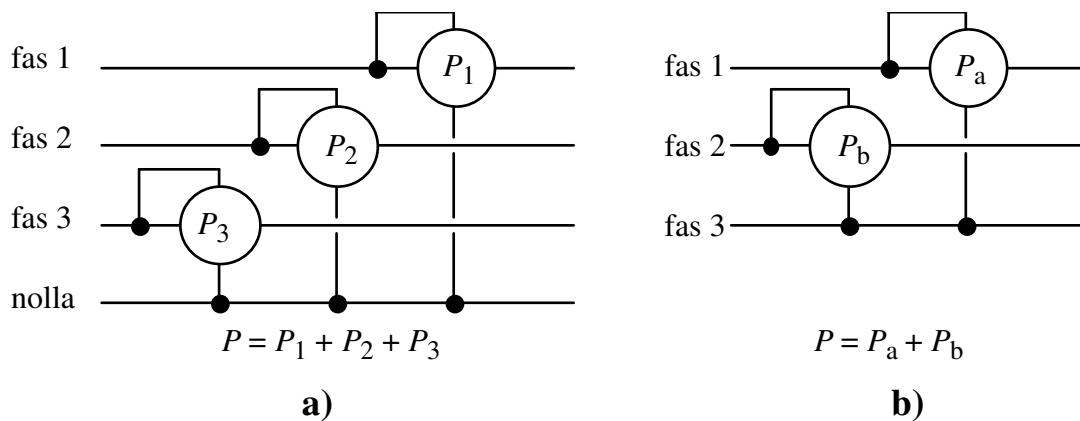 fas 1 P1
fas 2 P2
fas 3 P3
nolla
P = P1 + P2 + P3
a)
fas 1 Pa
fas 2 Pb
fas 3
P = Pa + Pb
b)